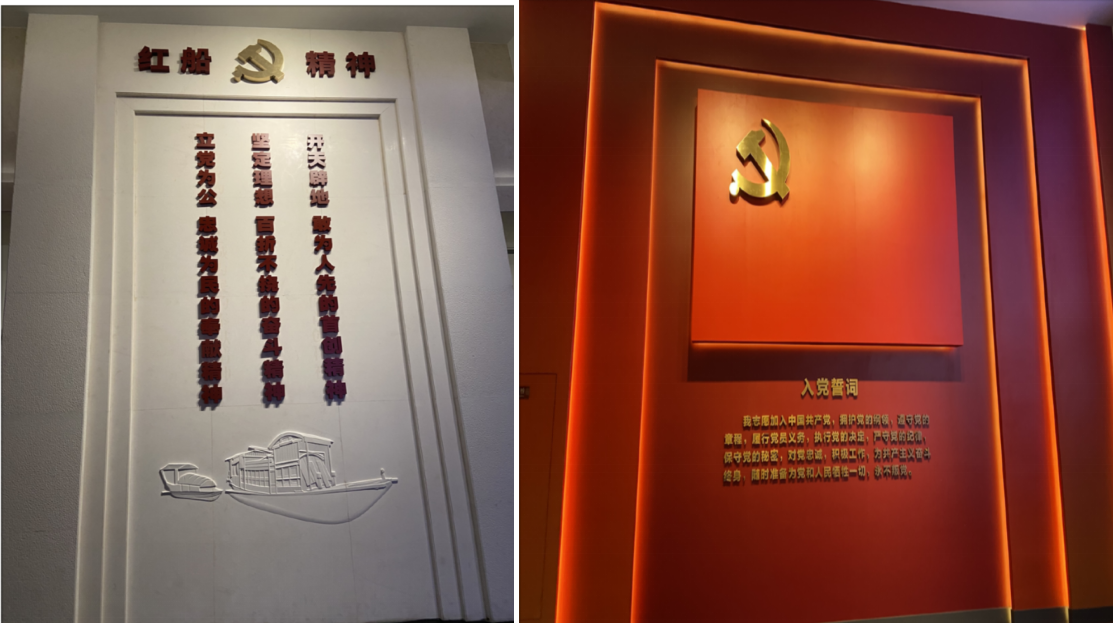 红船精神
开天辟地 敢为人先的首创精神
坚定理想 百折不挠的奋斗精神
立党为公 忠诚为民的奉献精神
入党誓词
我志愿加入中国共产党，拥护党的纲领，遵守党的
章程，履行党员义务，执行党的决定，严守党的纪律，
保守党的秘密，对党忠诚，积极工作，为共产主义奋斗
终身，随时准备为党和人民牺牲一切，永不叛党。